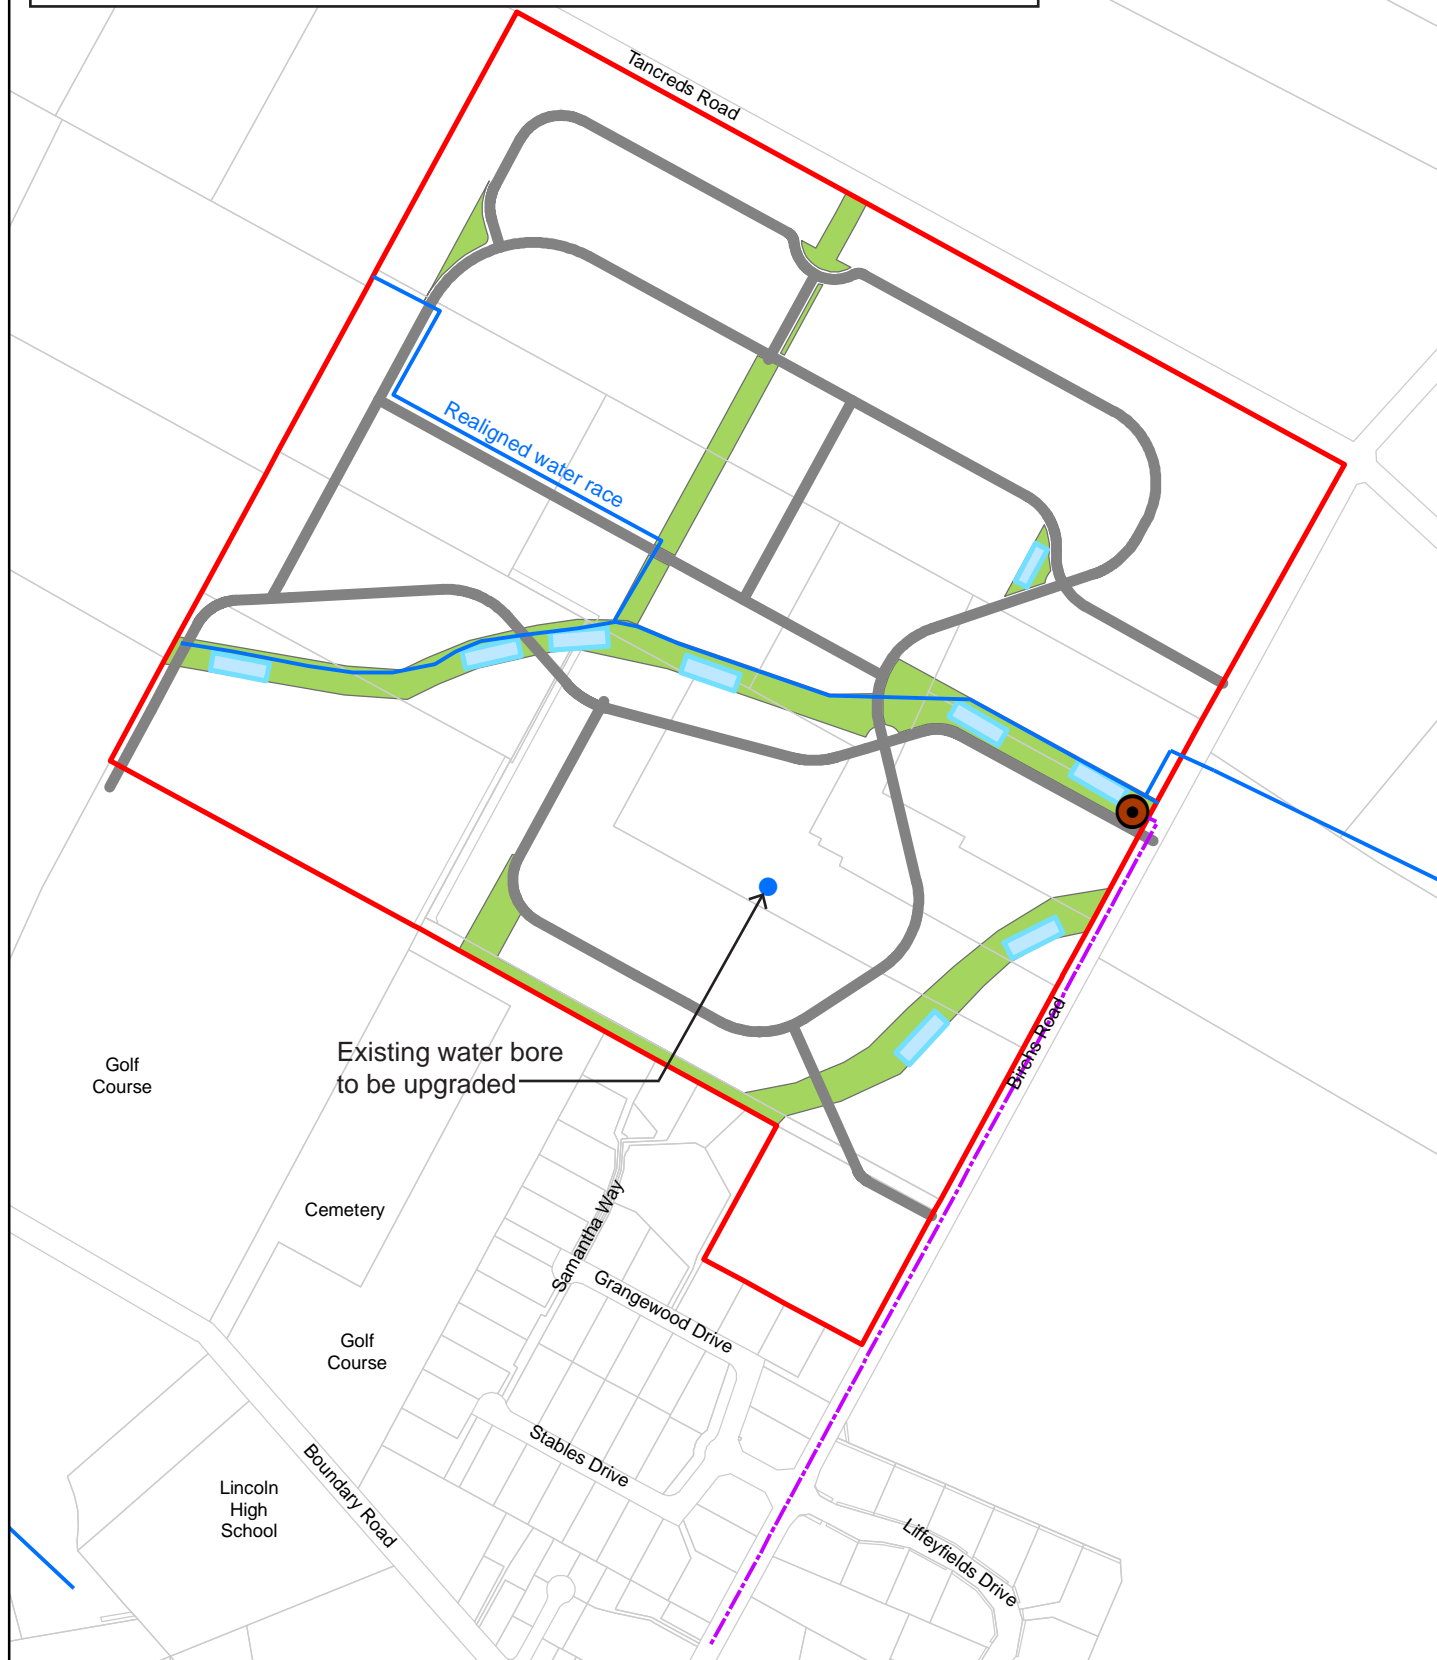 Tancreds Road
Realigned water race
Existing water bore
to be upgraded
Birchs Road
Golf
Course
Cemetery
Samantha Way
Grangewood Drive
Golf
Course
Stables Drive
Boundary Road
Lincoln
High
School
Liffeyfields Drive